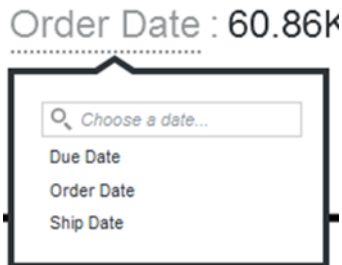 Order Date : 60.86K
Choose a date...
Due Date
Order Date
Ship Date